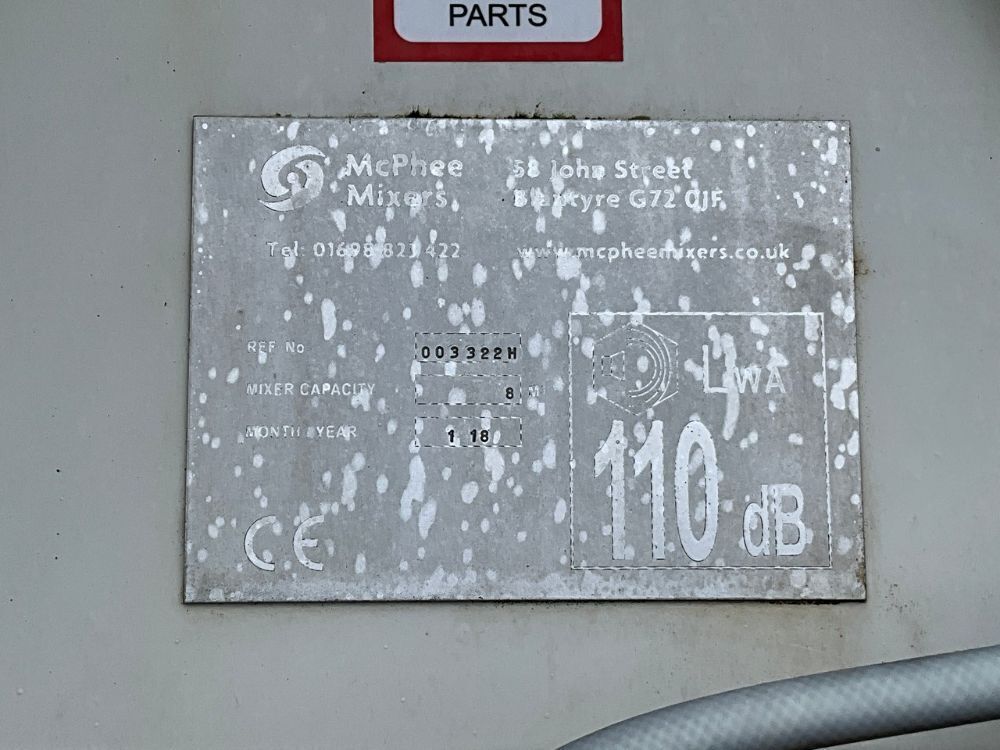 PARTS
McPhee
Mixers
58 John Street
Blantyre G72 0JF
Tel: 01698 823 422
www.mcpheemixers.co.uk
REF No
003322H
MIXER CAPACITY
8 M³
MONTH / YEAR
1 18
CE
LWA
110 dB